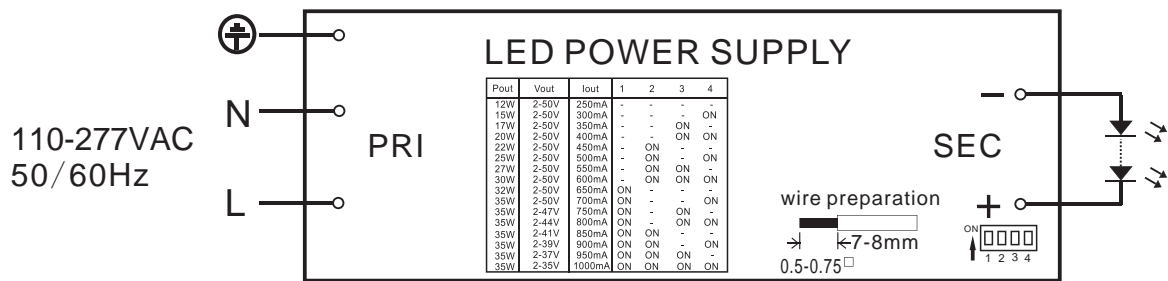 LED POWER SUPPLY
110-277VAC
50/60Hz
N
L
PRI
Pout Vout Iout 1 2 3 4
12W 2-50V 250mA - - - -
15W 2-50V 300mA - - - ON
17W 2-50V 350mA - - ON -
20W 2-50V 400mA - - ON ON
22W 2-50V 450mA - ON - -
25W 2-50V 500mA - ON - ON
27W 2-50V 550mA - ON ON -
30W 2-50V 600mA - ON ON ON
32W 2-50V 650mA ON - - -
35W 2-50V 700mA ON - - ON
35W 2-47V 750mA ON - ON -
35W 2-44V 800mA ON - ON ON
35W 2-41V 850mA ON ON - -
35W 2-39V 900mA ON ON - ON
35W 2-37V 950mA ON ON ON -
35W 2-35V 1000mA ON ON ON ON
wire preparation
7-8mm
0.5-0.75□
−
SEC
+
ON
1 2 3 4